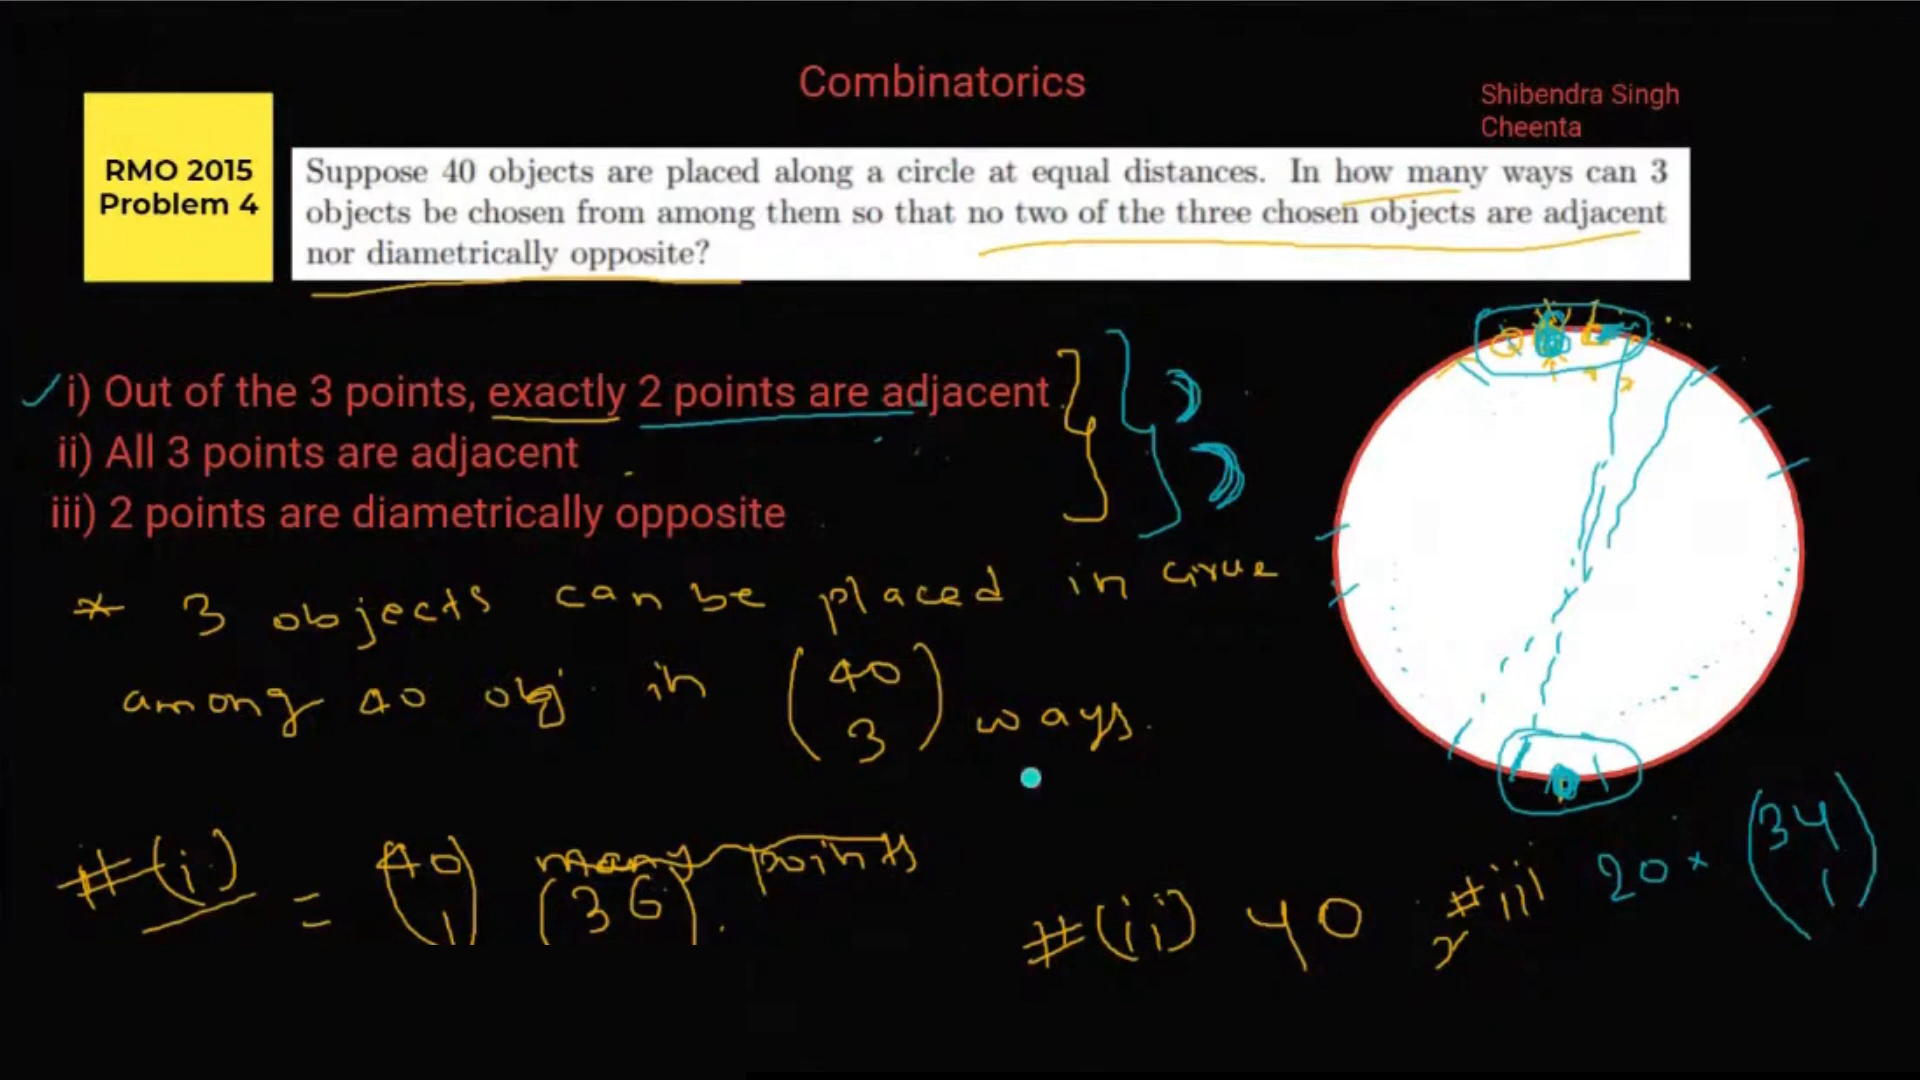 Combinatorics
Shibendra Singh
Cheenta
RMO 2015
Problem 4
Suppose 40 objects are placed along a circle at equal distances. In how many ways can 3
objects be chosen from among them so that no two of the three chosen objects are adjacent
nor diametrically opposite?
i) Out of the 3 points, exactly 2 points are adjacent
ii) All 3 points are adjacent
iii) 2 points are diametrically opposite
* 3 objects can be placed in
among 40 obj in (40 3) ways.
#(i) = (40 1) (36). many points
#(ii) 40
#iii 20 × (34 1)